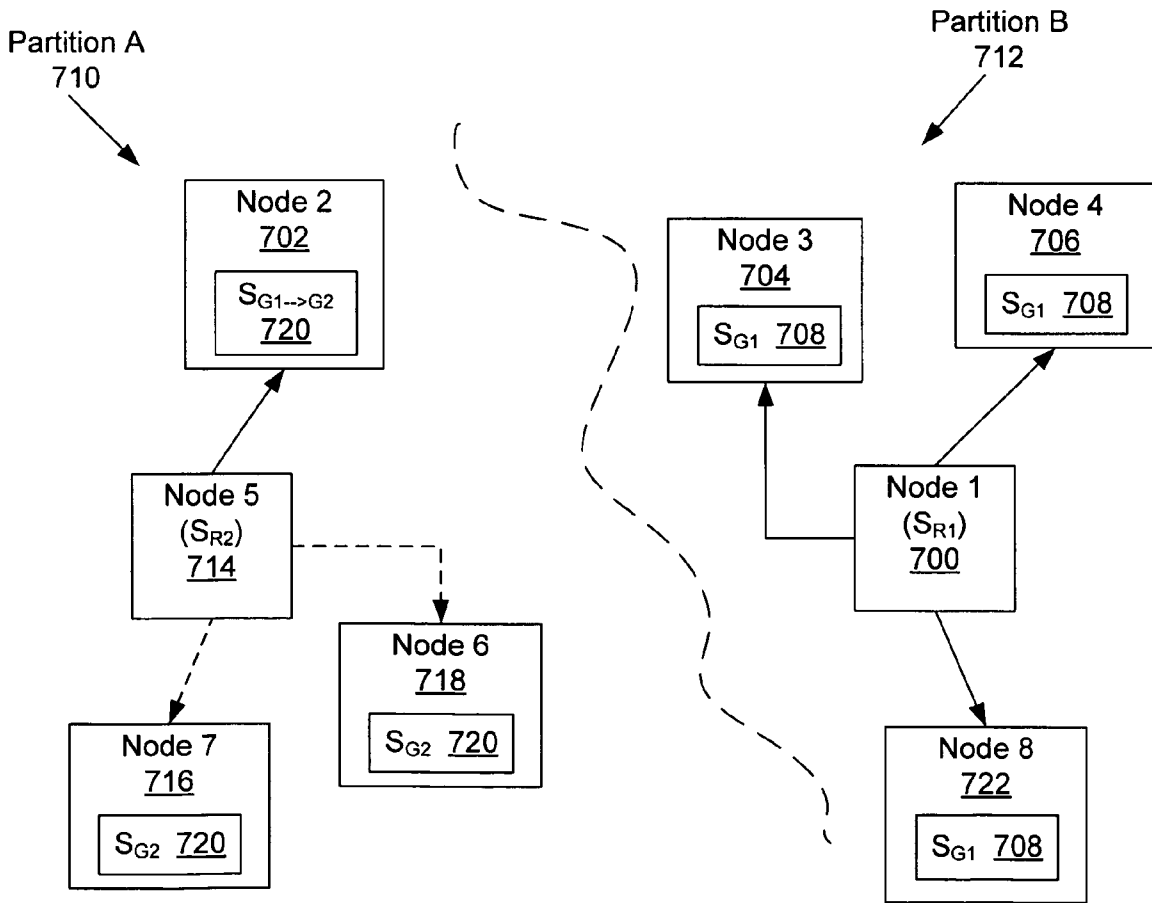 Partition A
710
Partition B
712
Node 2
702
SG1-->G2
720
Node 3
704
SG1 708
Node 4
706
SG1 708
Node 5
(SR2)
714
Node 1
(SR1)
700
Node 6
718
SG2 720
Node 7
716
SG2 720
Node 8
722
SG1 708